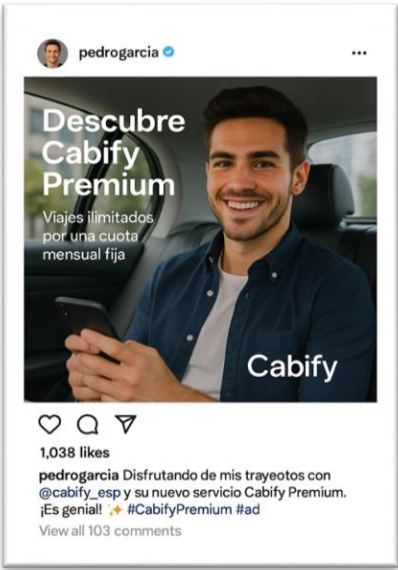 pedrogarcia
Descubre
Cabify
Premium
Viajes ilimitados
por una cuota
mensual fija
Cabify
1,038 likes
pedrogarcia Disfrutando de mis trayeotos con
@cabify_esp y su nuevo servicio Cabify Premium.
¡Es genial! ✨ #CabifyPremium #ad
View all 103 comments